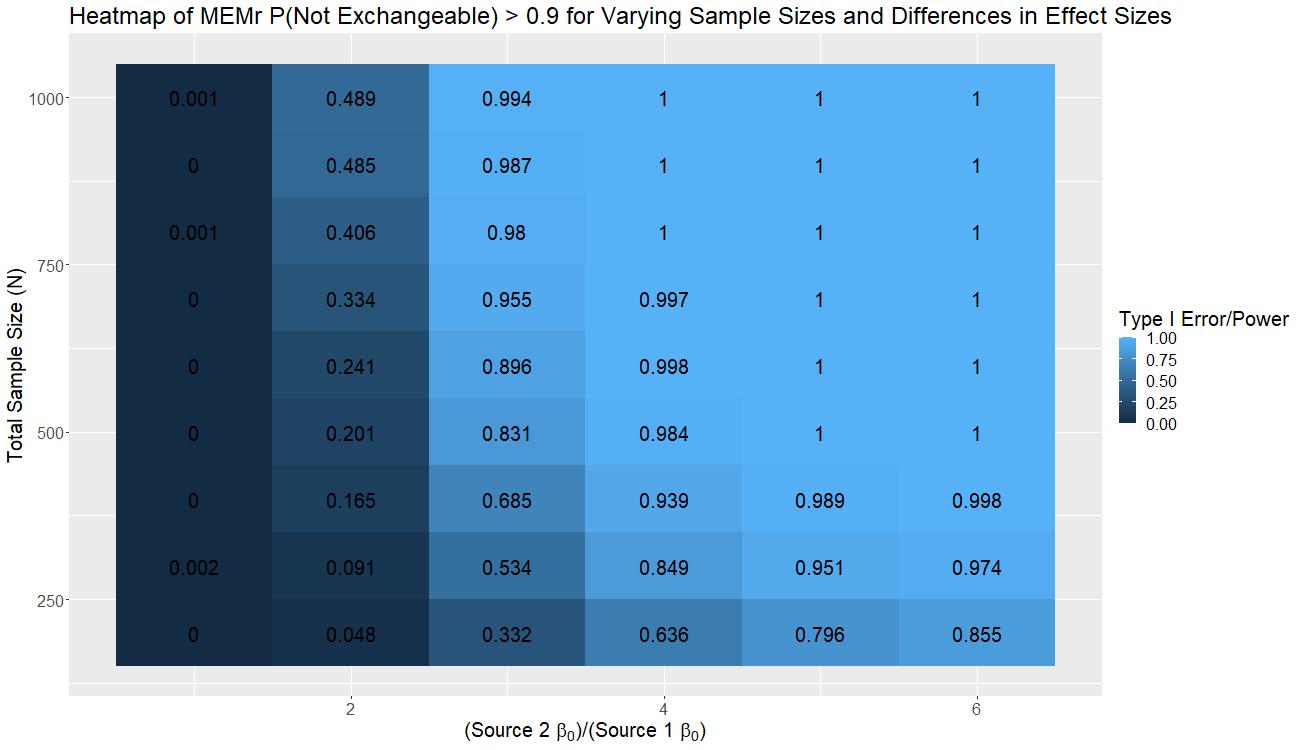 Heatmap of MEMr P(Not Exchangeable) > 0.9 for Varying Sample Sizes and Differences in Effect Sizes
Total Sample Size (N)
1000
0.001 0.489 0.994 1 1 1
0 0.485 0.987 1 1 1
0.001 0.406 0.98 1 1 1
750
0 0.334 0.955 0.997 1 1
0 0.241 0.896 0.998 1 1
500
0 0.201 0.831 0.984 1 1
0 0.165 0.685 0.939 0.989 0.998
0.002 0.091 0.534 0.849 0.951 0.974
250
0 0.048 0.332 0.636 0.796 0.855
2 4 6
(Source 2 β₀)/(Source 1 β₀)
Type I Error/Power
1.00
0.75
0.50
0.25
0.00